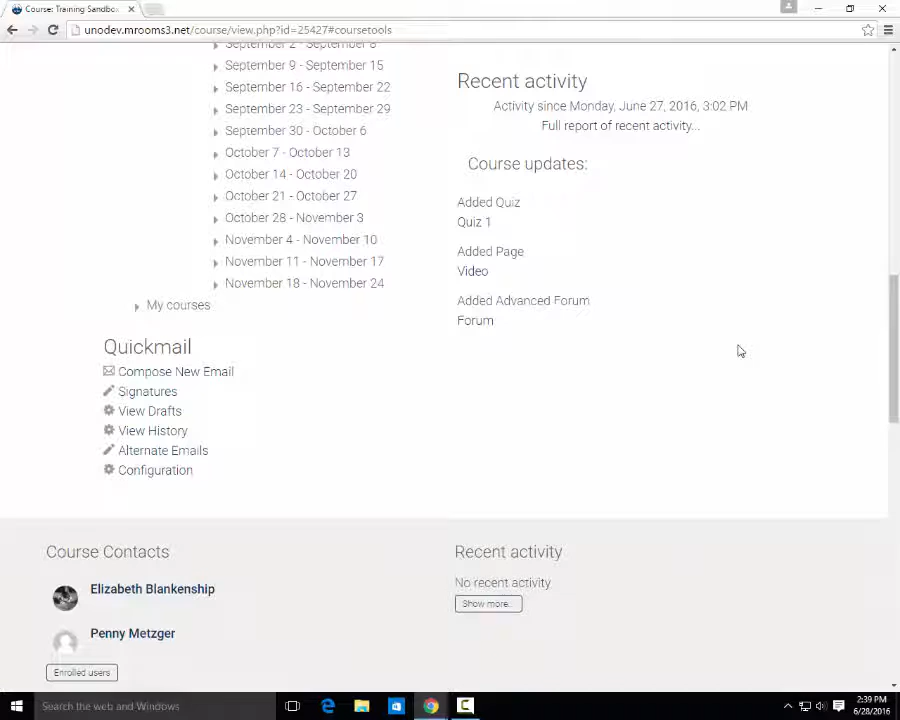 Course: Training Sandbo
unodev.mrooms3.net/course/view.php?id=25427#coursetools
September 2 - September 8
September 9 - September 15
September 16 - September 22
September 23 - September 29
September 30 - October 6
October 7 - October 13
October 14 - October 20
October 21 - October 27
October 28 - November 3
November 4 - November 10
November 11 - November 17
November 18 - November 24
My courses
Quickmail
Compose New Email
Signatures
View Drafts
View History
Alternate Emails
Configuration
Recent activity
Activity since Monday, June 27, 2016, 3:02 PM
Full report of recent activity...
Course updates:
Added Quiz
Quiz 1
Added Page
Video
Added Advanced Forum
Forum
Course Contacts
Elizabeth Blankenship
Penny Metzger
Enrolled users
Recent activity
No recent activity
Show more...
Search the web and Windows
2:39 PM
6/28/2016